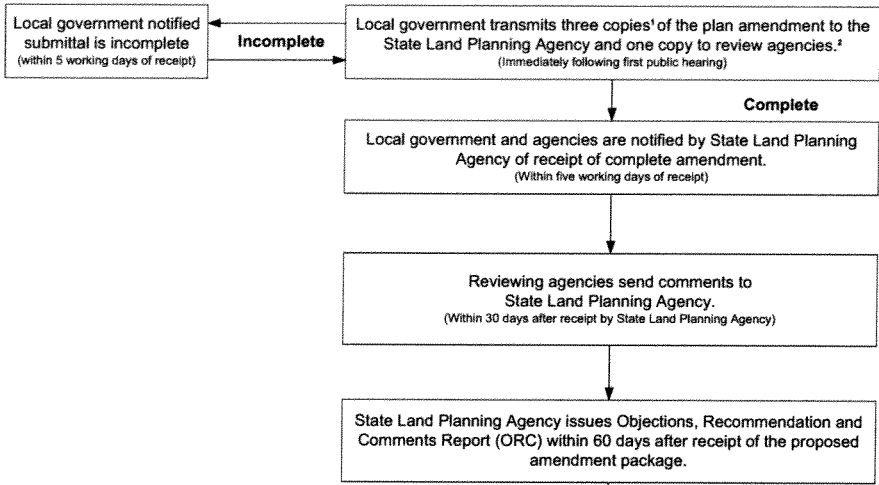 Local government notified
submittal is incomplete
(within 5 working days of receipt)
Incomplete
Local government transmits three copies¹ of the plan amendment to the
State Land Planning Agency and one copy to review agencies.²
(Immediately following first public hearing)
Complete
Local government and agencies are notified by State Land Planning
Agency of receipt of complete amendment.
(Within five working days of receipt)
Reviewing agencies send comments to
State Land Planning Agency.
(Within 30 days after receipt by State Land Planning Agency)
State Land Planning Agency issues Objections, Recommendation and
Comments Report (ORC) within 60 days after receipt of the proposed
amendment package.